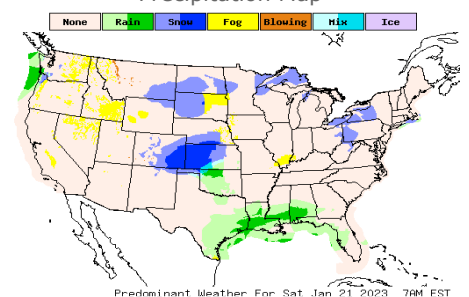 Precipitation Map
None Rain Snow Fog Blowing Mix Ice
Predominant Weather For Sat Jan 21 2023 7AM EST